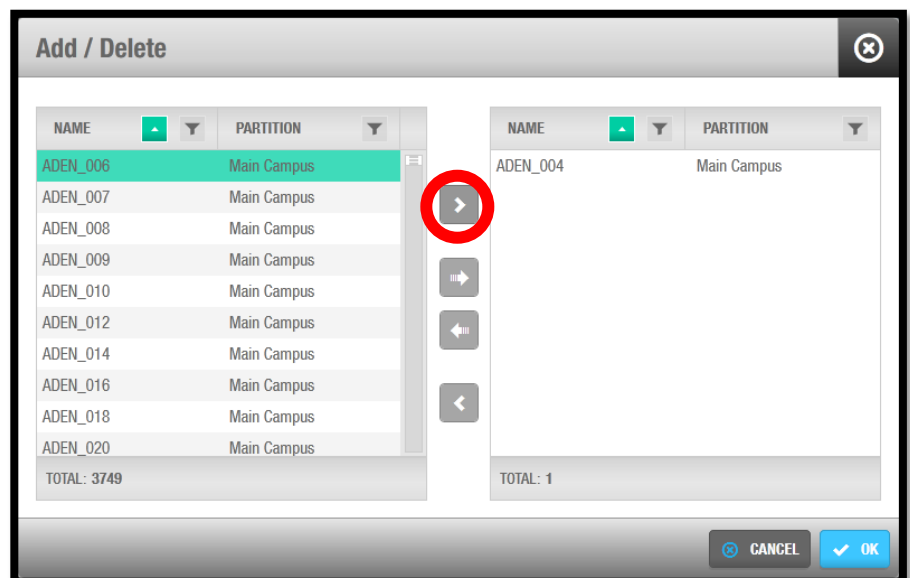 Add / Delete
NAME PARTITION
ADEN_006 Main Campus
ADEN_007 Main Campus
ADEN_008 Main Campus
ADEN_009 Main Campus
ADEN_010 Main Campus
ADEN_012 Main Campus
ADEN_014 Main Campus
ADEN_016 Main Campus
ADEN_018 Main Campus
ADEN_020 Main Campus
TOTAL: 3749
NAME PARTITION
ADEN_004 Main Campus
TOTAL: 1
CANCEL OK